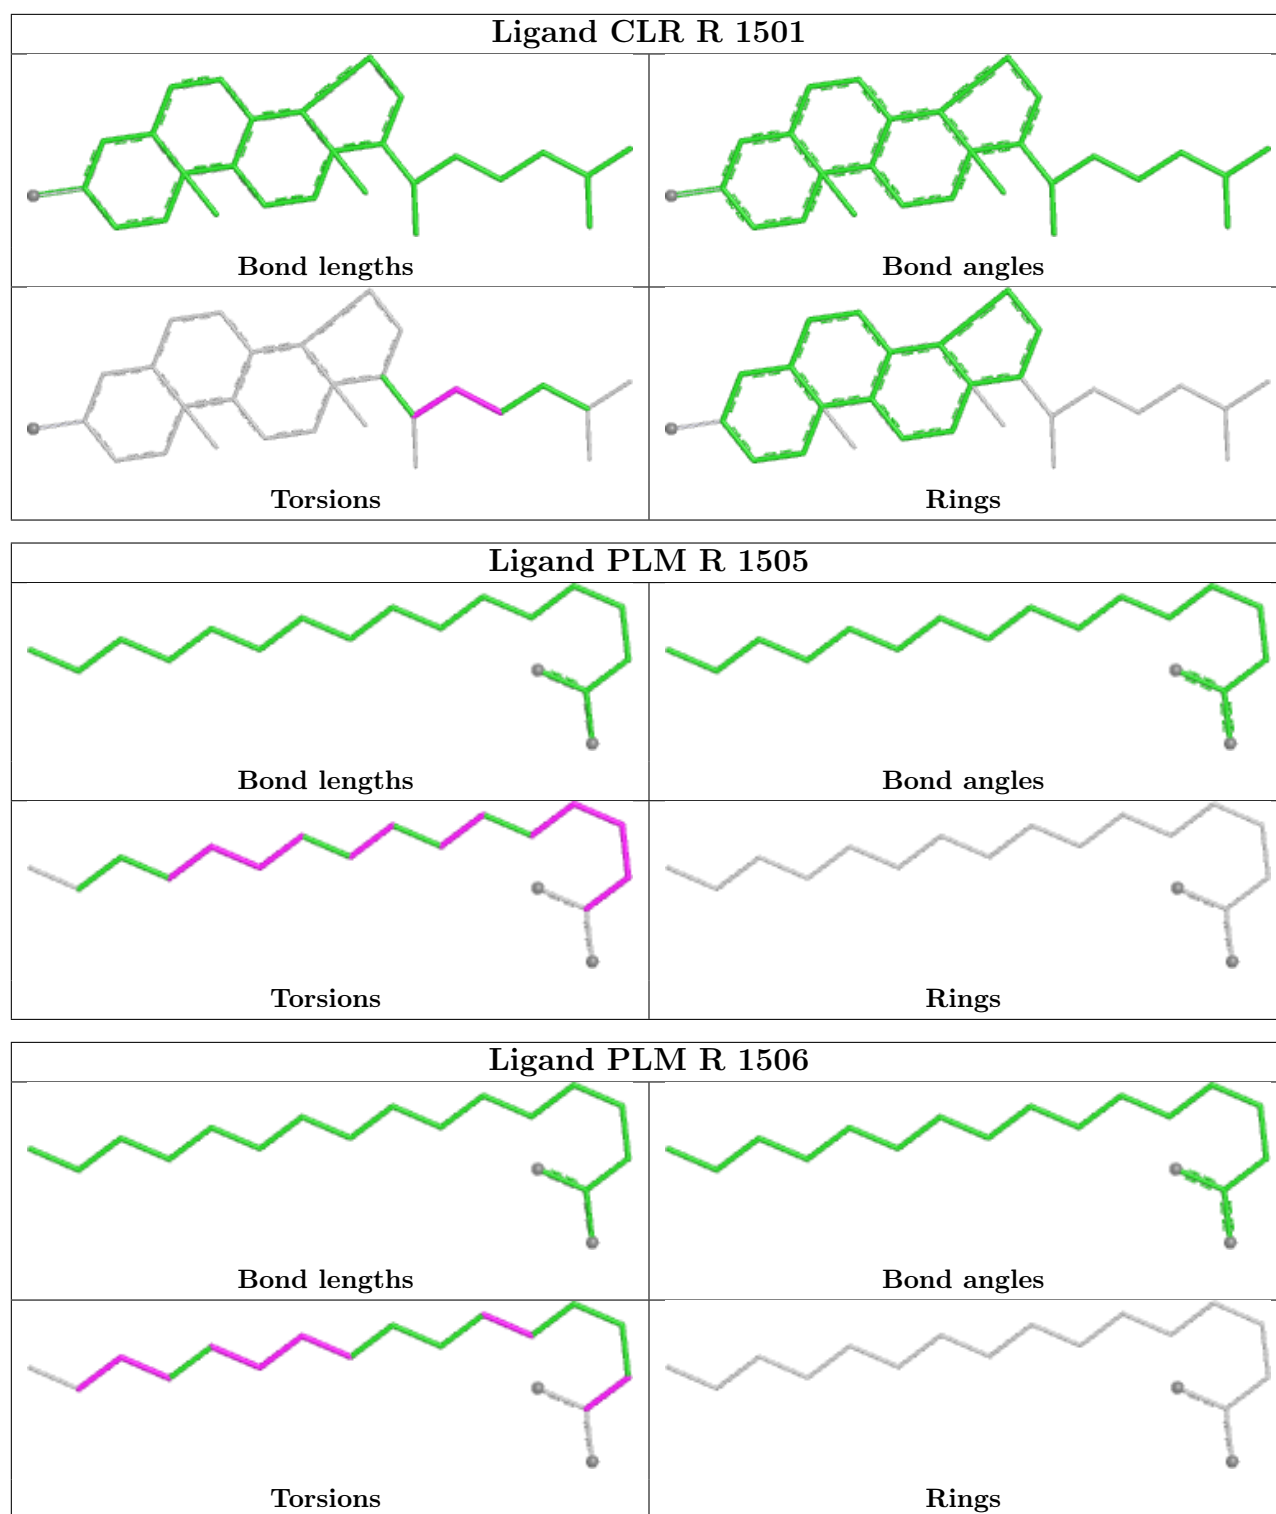 Ligand CLR R 1501
Bond lengths
Bond angles
Torsions
Rings
Ligand PLM R 1505
Bond lengths
Bond angles
Torsions
Rings
Ligand PLM R 1506
Bond lengths
Bond angles
Torsions
Rings